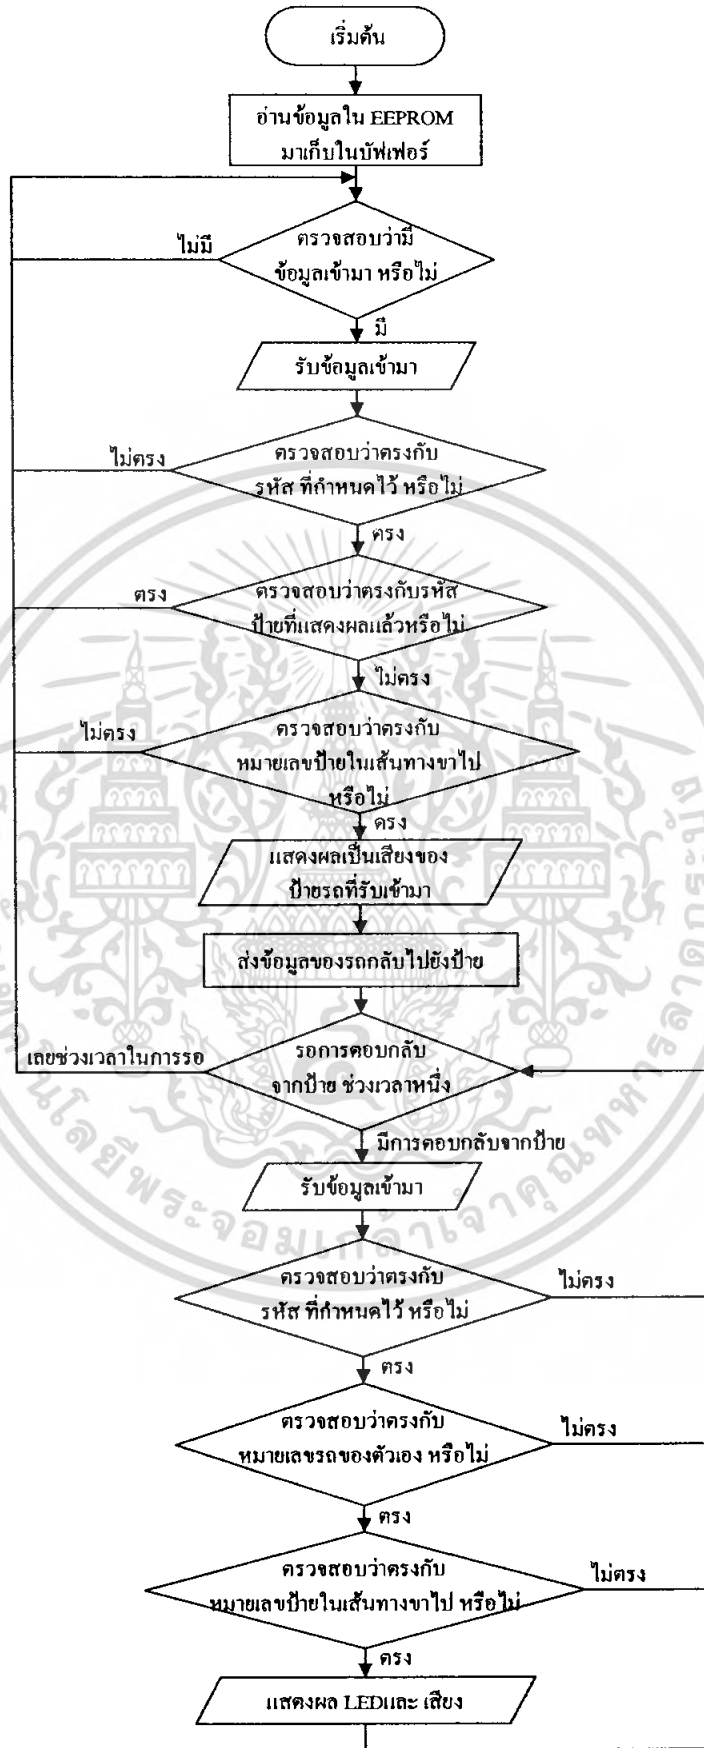 เริ่มต้น
อ่านข้อมูลใน EEPROM
มาเก็บในบัฟเฟอร์
ไม่มี
ตรวจสอบว่ามี
ข้อมูลเข้ามา หรือไม่
มี
รับข้อมูลเข้ามา
ไม่ตรง
ตรวจสอบว่าตรงกับ
รหัส ที่กำหนดไว้ หรือไม่
ตรง
ตรง
ตรวจสอบว่าตรงกับรหัส
ป้ายที่แสดงผลแล้วหรือไม่
ไม่ตรง
ไม่ตรง
ตรวจสอบว่าตรงกับ
หมายเลขป้ายในเส้นทางขาไป
หรือไม่
ตรง
แสดงผลเป็นเสียงของ
ป้ายรถที่รับเข้ามา
ส่งข้อมูลของรถกลับไปยังป้าย
เลยช่วงเวลาในการรอ
รอการตอบกลับ
จากป้าย ช่วงเวลาหนึ่ง
มีการตอบกลับจากป้าย
รับข้อมูลเข้ามา
ตรวจสอบว่าตรงกับ
รหัส ที่กำหนดไว้ หรือไม่
ไม่ตรง
ตรง
ตรวจสอบว่าตรงกับ
หมายเลขรถของตัวเอง หรือไม่
ไม่ตรง
ตรง
ตรวจสอบว่าตรงกับ
หมายเลขป้ายในเส้นทางขาไป หรือไม่
ไม่ตรง
ตรง
แสดงผล LEDและ เสียง